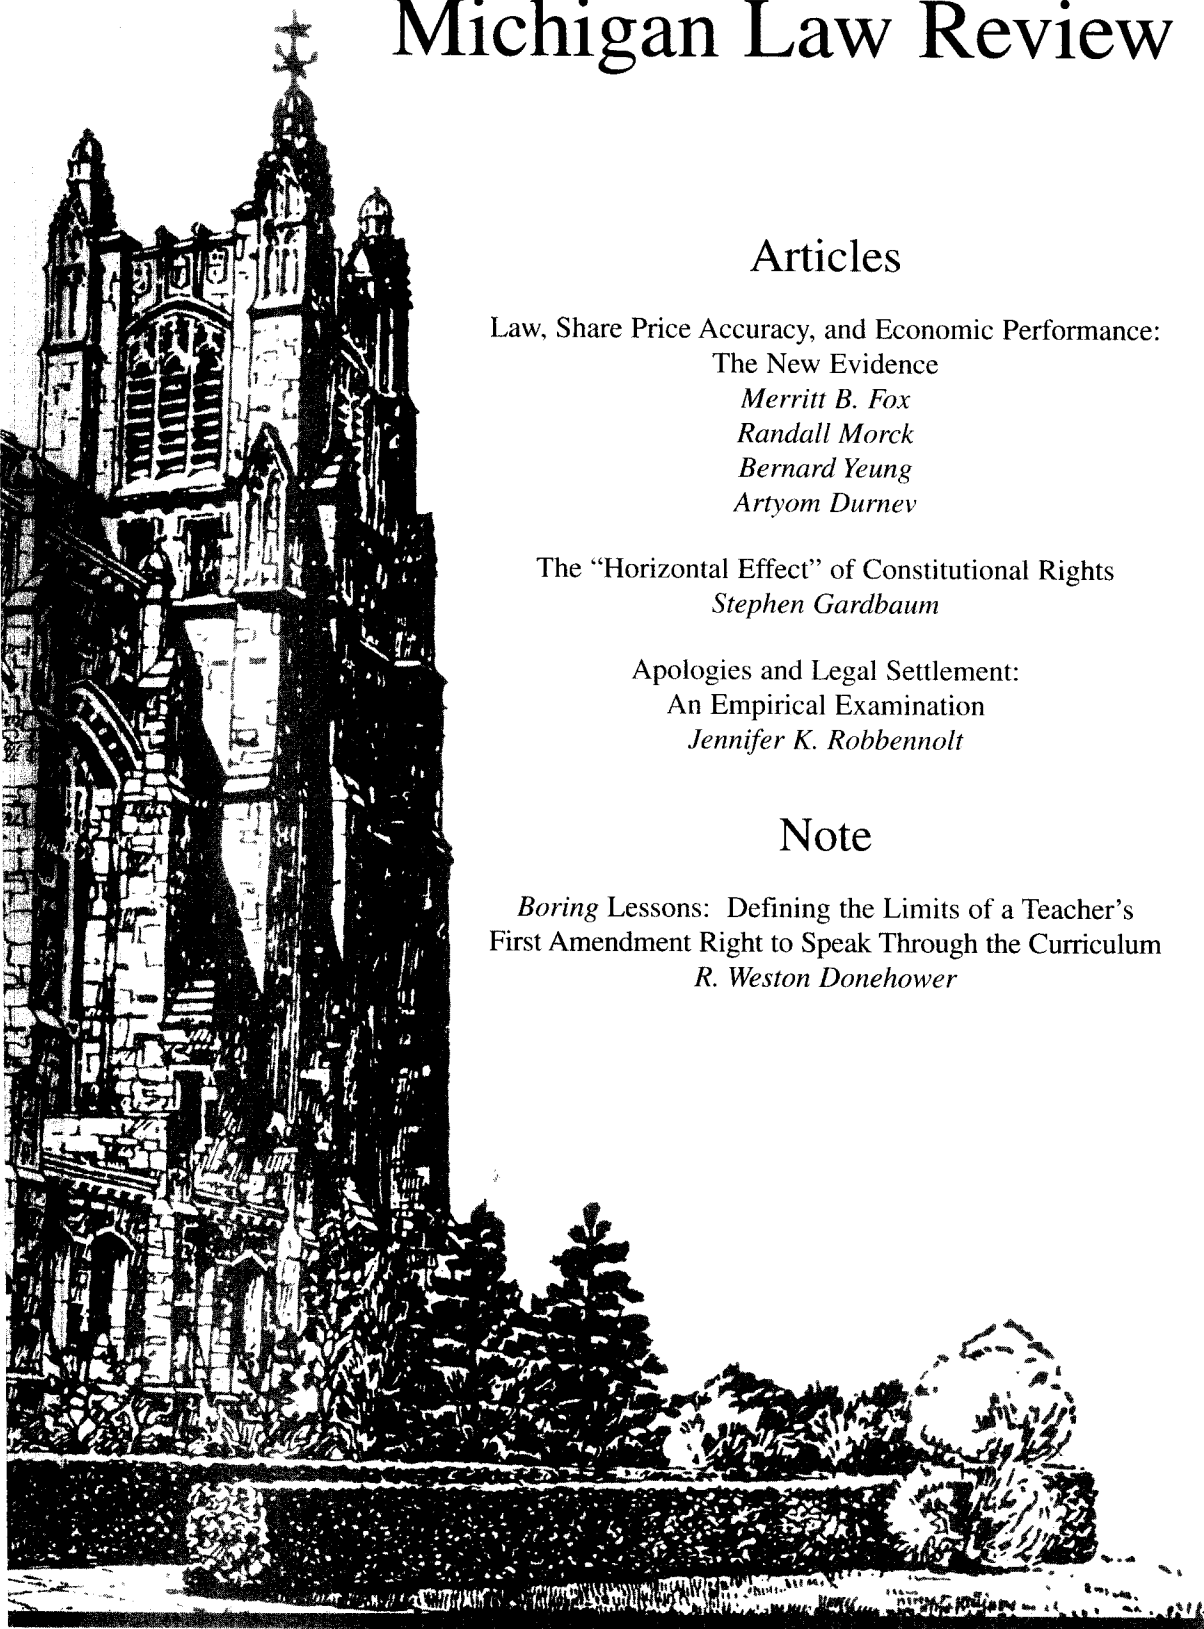 Michigan Law Review
Articles
Law, Share Price Accuracy, and Economic Performance:
The New Evidence
Merritt B. Fox
Randall Morck
Bernard Yeung
Artyom Durnev
The “Horizontal Effect” of Constitutional Rights
Stephen Gardbaum
Apologies and Legal Settlement:
An Empirical Examination
Jennifer K. Robbennolt
Note
Boring Lessons: Defining the Limits of a Teacher’s
First Amendment Right to Speak Through the Curriculum
R. Weston Donehower